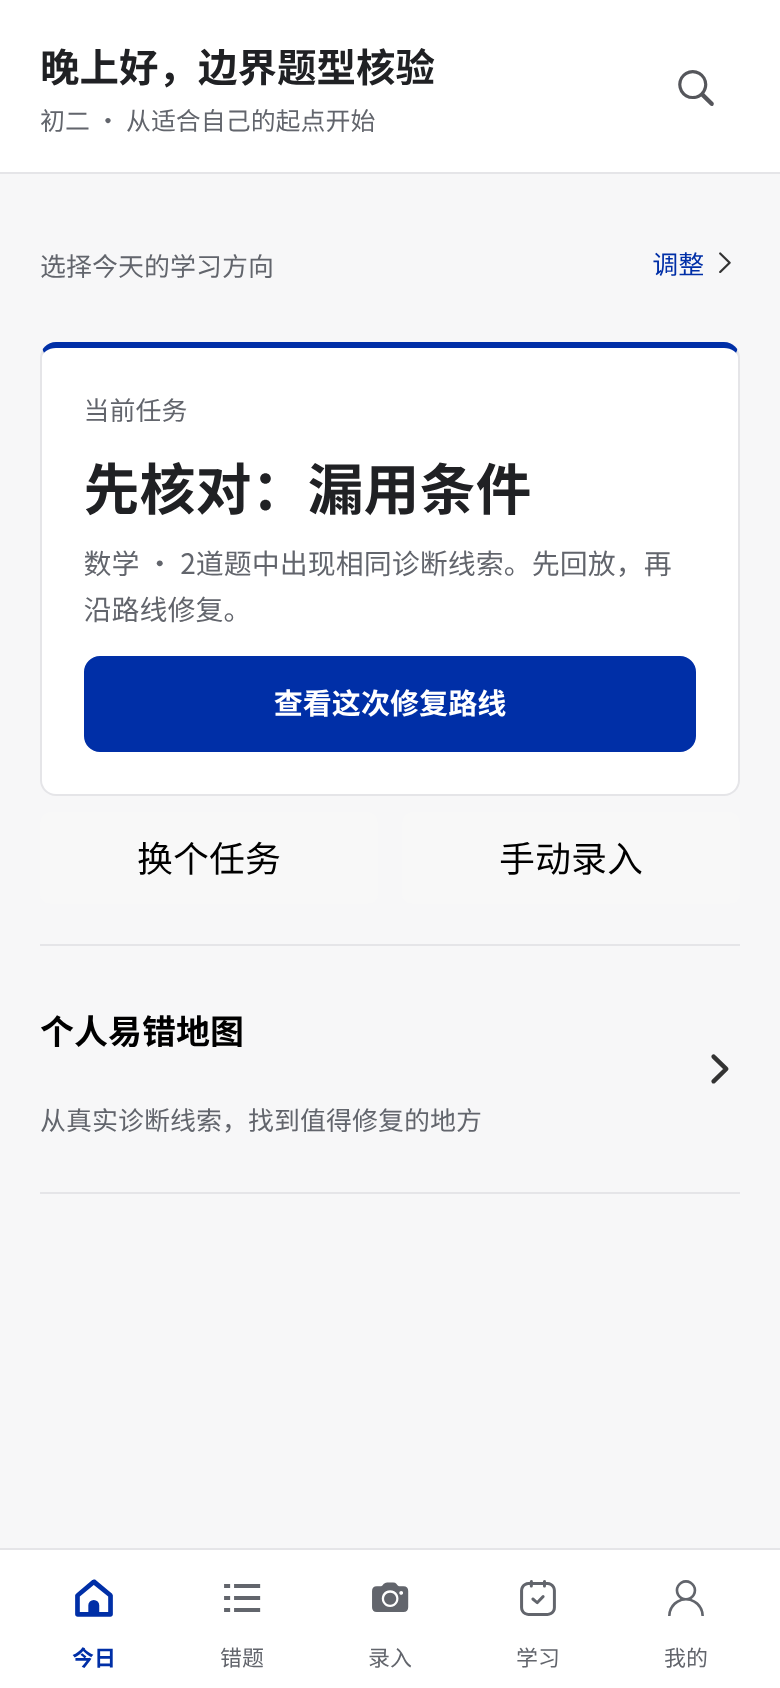 晚上好，边界题型核验
初二 · 从适合自己的起点开始
选择今天的学习方向
调整
当前任务
先核对：漏用条件
数学 · 2道题中出现相同诊断线索。先回放，再
沿路线修复。
查看这次修复路线
换个任务
手动录入
个人易错地图
从真实诊断线索，找到值得修复的地方
今日
错题
录入
学习
我的